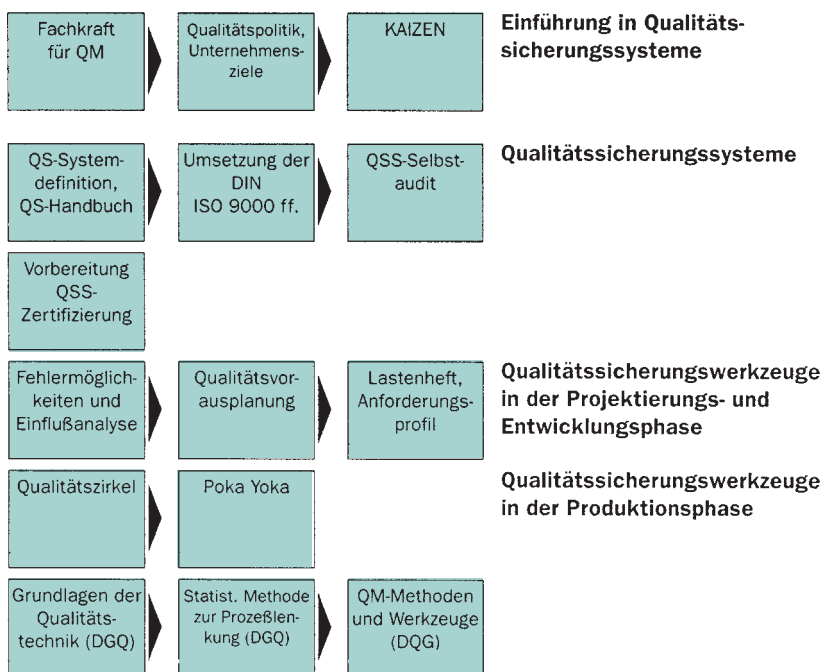 Fachkraft
für QM
Qualitätspolitik,
Unternehmens-
ziele
KAIZEN
Einführung in Qualitäts-
sicherungssysteme
QS-System-
definition,
QS-Handbuch
Umsetzung der
DIN
ISO 9000 ff.
QSS-Selbst-
audit
Qualitätssicherungssysteme
Vorbereitung
QSS-
Zertifizierung
Fehlermöglich-
keiten und
Einflußanalyse
Qualitätsvor-
ausplanung
Lastenheft,
Anforderungs-
profil
Qualitätssicherungswerkzeuge
in der Projektierungs- und
Entwicklungsphase
Qualitätszirkel
Poka Yoka
Qualitätssicherungswerkzeuge
in der Produktionsphase
Grundlagen der
Qualitäts-
technik (DGQ)
Statist. Methode
zur Prozeßlen-
kung (DGQ)
QM-Methoden
und Werkzeuge
(DQG)